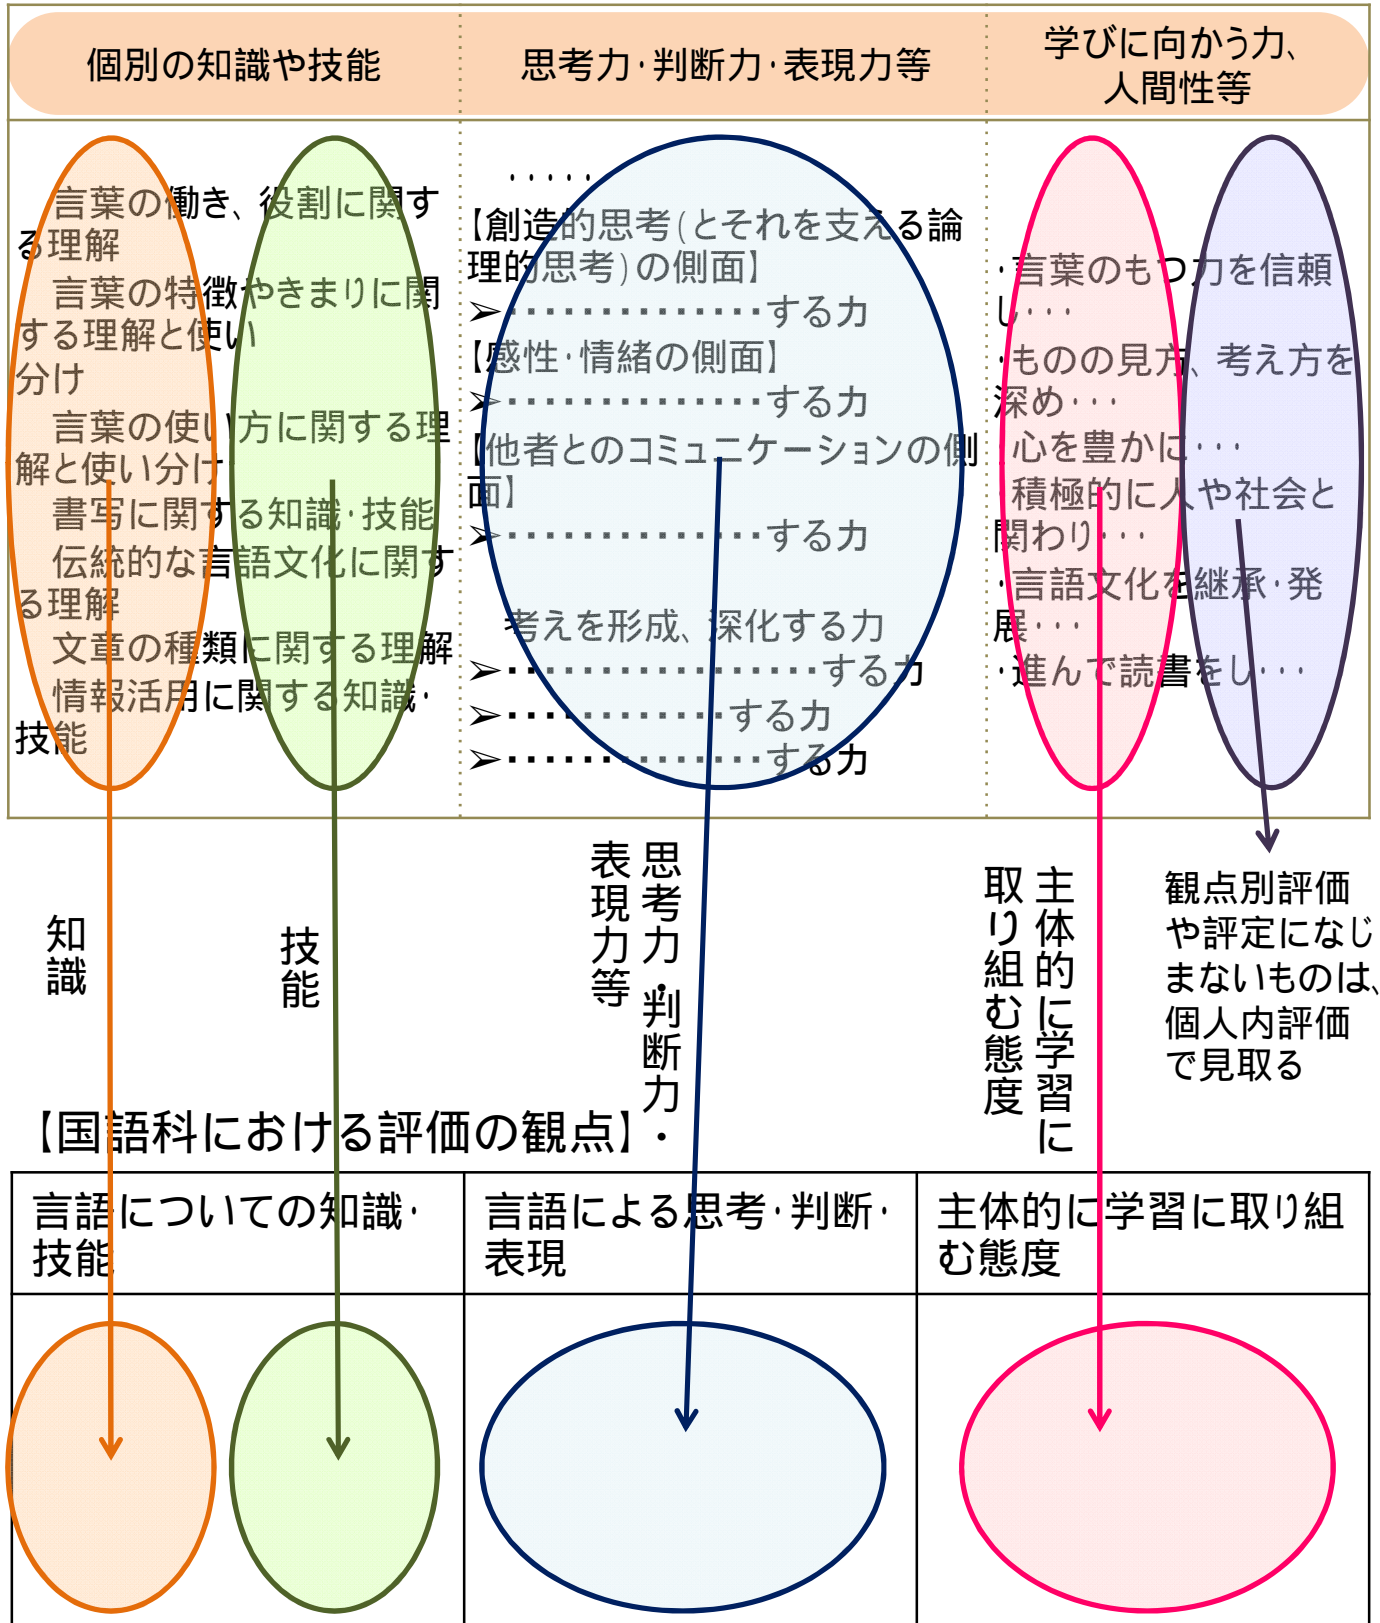 個別の知識や技能
思考力・判断力・表現力等
学びに向かう力、
人間性等
言葉の働き、役割に関す
る理解
言葉の特徴やきまりに関
する理解と使い
分け
言葉の使い方に関する理
解と使い分け
書写に関する知識・技能
伝統的な言語文化に関す
る理解
文章の種類に関する理解
情報活用に関する知識・
技能
・・・・・
【創造的思考(とそれを支える論
理的思考)の側面】
➢・・・・・・・・・・・・・・する力
【感性・情緒の側面】
➢・・・・・・・・・・・・・・する力
【他者とのコミュニケーションの側
面】
➢・・・・・・・・・・・・・・する力
考えを形成、深化する力
➢・・・・・・・・・・・・・・・・・する力
➢・・・・・・・・・・・・する力
➢・・・・・・・・・・・・・・する力
・言葉のもつ力を信頼
し・・・
・ものの見方、考え方を
深め・・・
・心を豊かに・・・
・積極的に人や社会と
関わり・・・
・言語文化を継承・発
展・・・
・進んで読書をし・・・
知識
技能
思考力・判断力・
表現力等
主体的に学習に
取り組む態度
観点別評価
や評定になじ
まないものは、
個人内評価
で見取る
【国語科における評価の観点】
言語についての知識・
技能
言語による思考・判断・
表現
主体的に学習に取り組
む態度